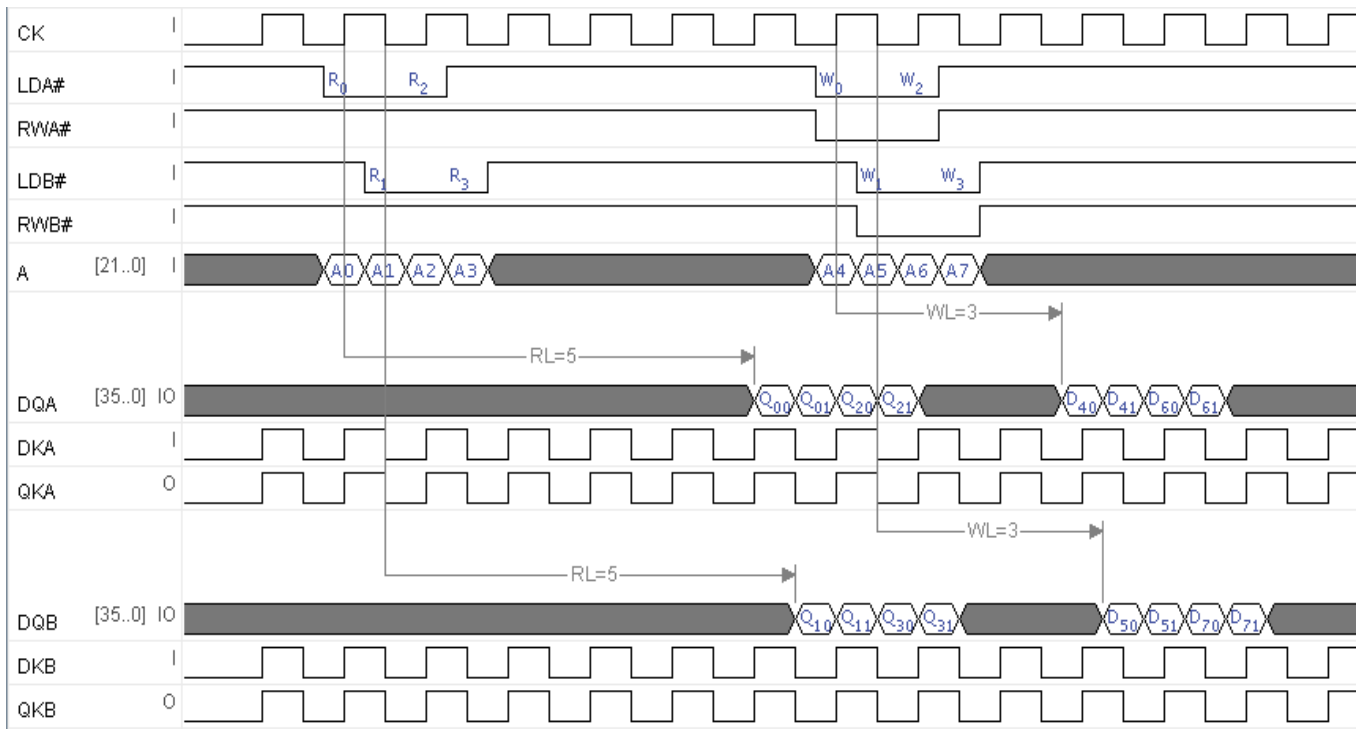 CK I
LDA# I R0 R2 W0 W2
RWA# I
LDB# I R1 R3 W1 W3
RWB# I
A [21..0] I A0 A1 A2 A3 A4 A5 A6 A7
WL=3
RL=5
DQA [35..0] IO Q00 Q01 Q20 Q21 D40 D41 D60 D61
DKA I
QKA O
WL=3
RL=5
DQB [35..0] IO Q10 Q11 Q30 Q31 D50 D51 D70 D71
DKB I
QKB O